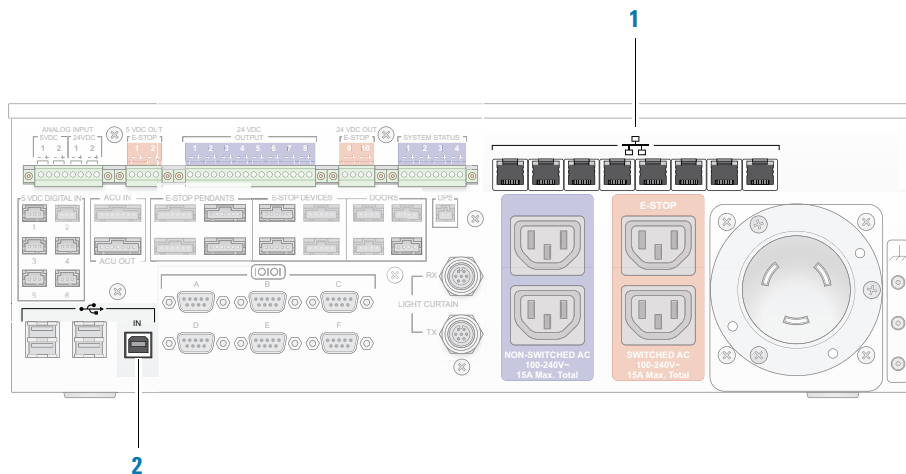 1
ANALOG INPUT
5VDC 24VDC
1 2 1 2
- + - + - + - +
5 VDC OUT
E-STOP
1 2
- + - +
24 VDC
OUTPUT
1 2 3 4 5 6 7 8
- + - + - + - + - + - + - + - +
24 VDC OUT
E-STOP
9 10
- + - +
SYSTEM STATUS
1 2 3 4
- + - + - + - +
5 VDC DIGITAL IN
1 2
3 4
5 6
ACU IN
ACU OUT
E-STOP PENDANTS
E-STOP DEVICES
DOORS
UPS
E-STOP
IOIOI
A B C
D E F
RX
LIGHT CURTAIN
TX
IN
NON-SWITCHED AC
100-240V~
15A Max. Total
SWITCHED AC
100-240V~
15A Max. Total
2